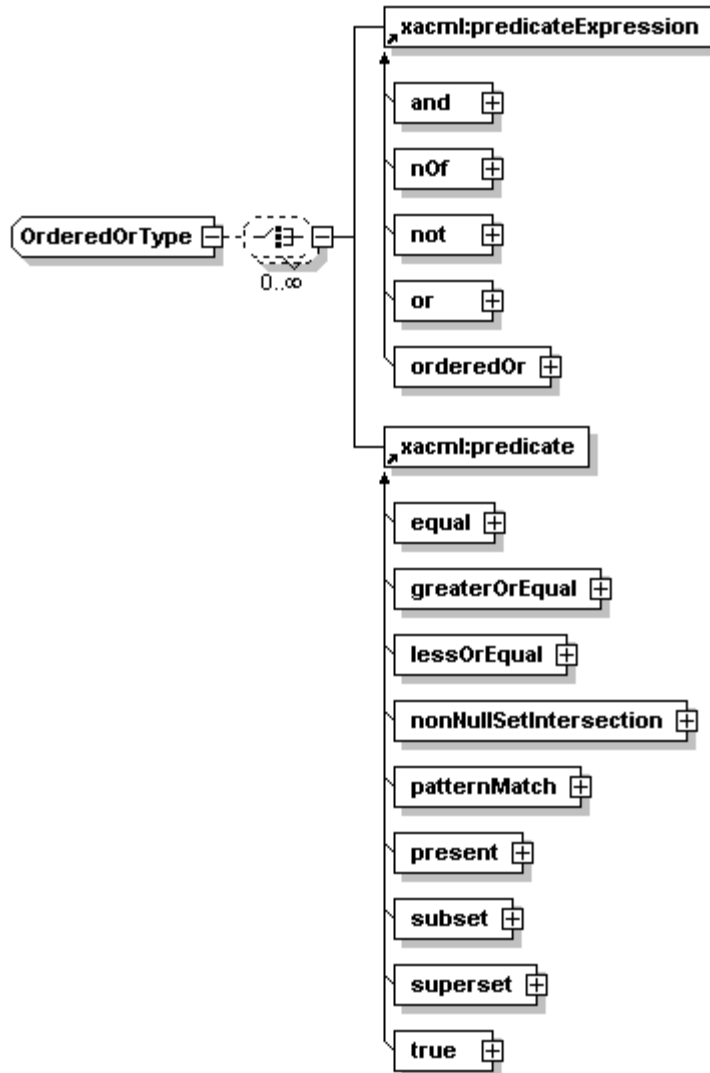 xacml:predicateExpression
and
nOf
not
OrderedOrType
0..∞
or
orderedOr
xacml:predicate
equal
greaterOrEqual
lessOrEqual
nonNullSetIntersection
patternMatch
present
subset
superset
true